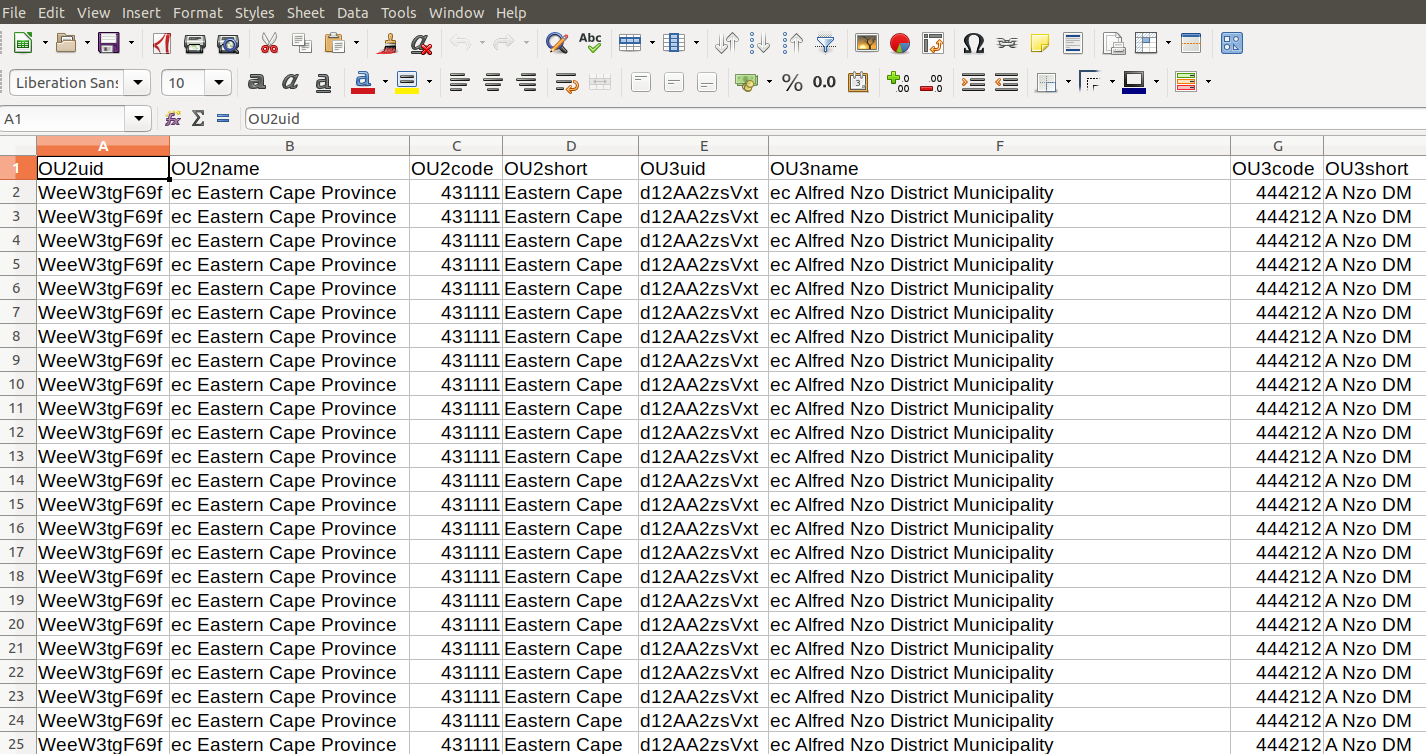 File Edit View Insert Format Styles Sheet Data Tools Window Help
Abc
Liberation Sans 10 a a a a % 0.0
A1 OU2uid
A B C D E F G
1 OU2uid OU2name OU2code OU2short OU3uid OU3name OU3code OU3short
2 WeeW3tgF69f ec Eastern Cape Province 431111 Eastern Cape d12AA2zsVxt ec Alfred Nzo District Municipality 444212 A Nzo DM
3 WeeW3tgF69f ec Eastern Cape Province 431111 Eastern Cape d12AA2zsVxt ec Alfred Nzo District Municipality 444212 A Nzo DM
4 WeeW3tgF69f ec Eastern Cape Province 431111 Eastern Cape d12AA2zsVxt ec Alfred Nzo District Municipality 444212 A Nzo DM
5 WeeW3tgF69f ec Eastern Cape Province 431111 Eastern Cape d12AA2zsVxt ec Alfred Nzo District Municipality 444212 A Nzo DM
6 WeeW3tgF69f ec Eastern Cape Province 431111 Eastern Cape d12AA2zsVxt ec Alfred Nzo District Municipality 444212 A Nzo DM
7 WeeW3tgF69f ec Eastern Cape Province 431111 Eastern Cape d12AA2zsVxt ec Alfred Nzo District Municipality 444212 A Nzo DM
8 WeeW3tgF69f ec Eastern Cape Province 431111 Eastern Cape d12AA2zsVxt ec Alfred Nzo District Municipality 444212 A Nzo DM
9 WeeW3tgF69f ec Eastern Cape Province 431111 Eastern Cape d12AA2zsVxt ec Alfred Nzo District Municipality 444212 A Nzo DM
10 WeeW3tgF69f ec Eastern Cape Province 431111 Eastern Cape d12AA2zsVxt ec Alfred Nzo District Municipality 444212 A Nzo DM
11 WeeW3tgF69f ec Eastern Cape Province 431111 Eastern Cape d12AA2zsVxt ec Alfred Nzo District Municipality 444212 A Nzo DM
12 WeeW3tgF69f ec Eastern Cape Province 431111 Eastern Cape d12AA2zsVxt ec Alfred Nzo District Municipality 444212 A Nzo DM
13 WeeW3tgF69f ec Eastern Cape Province 431111 Eastern Cape d12AA2zsVxt ec Alfred Nzo District Municipality 444212 A Nzo DM
14 WeeW3tgF69f ec Eastern Cape Province 431111 Eastern Cape d12AA2zsVxt ec Alfred Nzo District Municipality 444212 A Nzo DM
15 WeeW3tgF69f ec Eastern Cape Province 431111 Eastern Cape d12AA2zsVxt ec Alfred Nzo District Municipality 444212 A Nzo DM
16 WeeW3tgF69f ec Eastern Cape Province 431111 Eastern Cape d12AA2zsVxt ec Alfred Nzo District Municipality 444212 A Nzo DM
17 WeeW3tgF69f ec Eastern Cape Province 431111 Eastern Cape d12AA2zsVxt ec Alfred Nzo District Municipality 444212 A Nzo DM
18 WeeW3tgF69f ec Eastern Cape Province 431111 Eastern Cape d12AA2zsVxt ec Alfred Nzo District Municipality 444212 A Nzo DM
19 WeeW3tgF69f ec Eastern Cape Province 431111 Eastern Cape d12AA2zsVxt ec Alfred Nzo District Municipality 444212 A Nzo DM
20 WeeW3tgF69f ec Eastern Cape Province 431111 Eastern Cape d12AA2zsVxt ec Alfred Nzo District Municipality 444212 A Nzo DM
21 WeeW3tgF69f ec Eastern Cape Province 431111 Eastern Cape d12AA2zsVxt ec Alfred Nzo District Municipality 444212 A Nzo DM
22 WeeW3tgF69f ec Eastern Cape Province 431111 Eastern Cape d12AA2zsVxt ec Alfred Nzo District Municipality 444212 A Nzo DM
23 WeeW3tgF69f ec Eastern Cape Province 431111 Eastern Cape d12AA2zsVxt ec Alfred Nzo District Municipality 444212 A Nzo DM
24 WeeW3tgF69f ec Eastern Cape Province 431111 Eastern Cape d12AA2zsVxt ec Alfred Nzo District Municipality 444212 A Nzo DM
25 WeeW3tgF69f ec Eastern Cape Province 431111 Eastern Cape d12AA2zsVxt ec Alfred Nzo District Municipality 444212 A Nzo DM